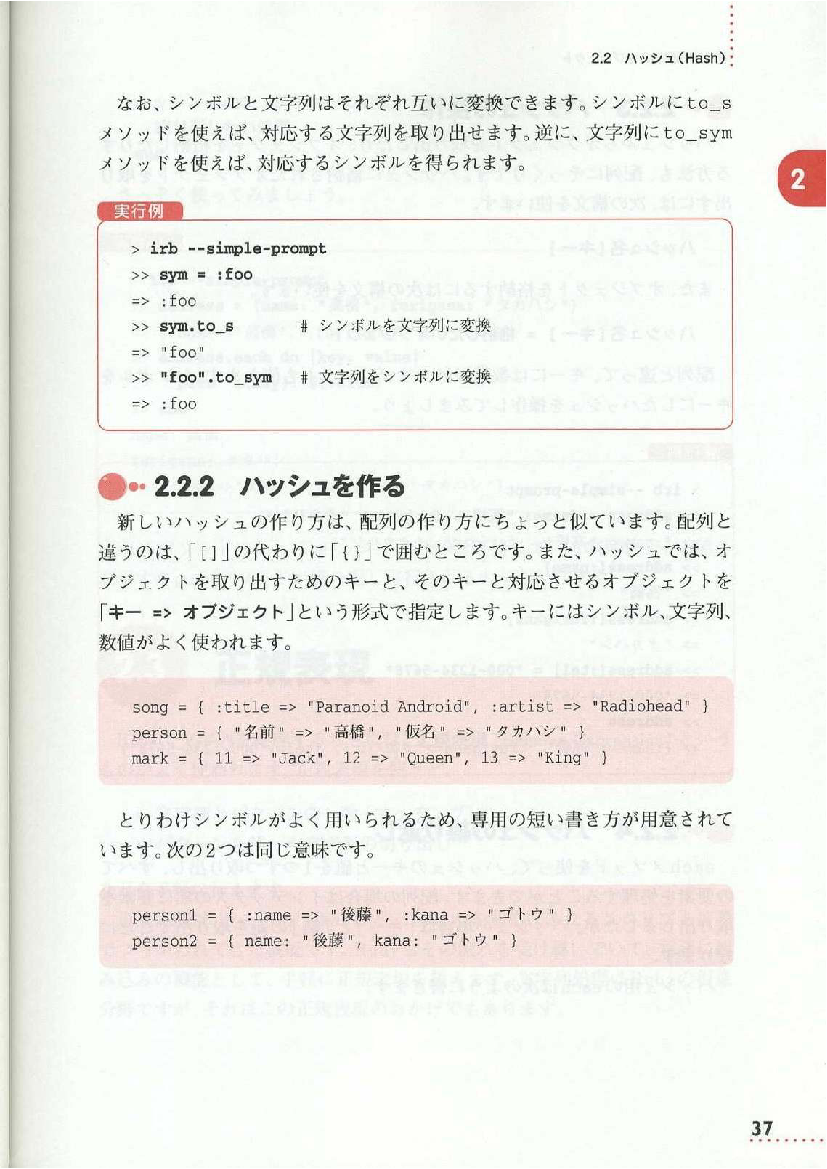 2.2 ハッシュ(Hash)
なお、シンボルと文字列はそれぞれ互いに変換できます。シンボルにto_s
メソッドを使えば、対応する文字列を取り出せます。逆に、文字列にto_sym
メソッドを使えば、対応するシンボルを得られます。
2
実行例
> irb --simple-prompt
>> sym = :foo
=> :foo
>> sym.to_s # シンボルを文字列に変換
=> "foo"
>> "foo".to_sym # 文字列をシンボルに変換
=> :foo
2.2.2 ハッシュを作る
新しいハッシュの作り方は、配列の作り方にちょっと似ています。配列と
違うのは、「[]」の代わりに「{}」で囲むところです。また、ハッシュでは、オ
ブジェクトを取り出すためのキーと、そのキーと対応させるオブジェクトを
「キー => オブジェクト」という形式で指定します。キーにはシンボル、文字列、
数値がよく使われます。
song = { :title => "Paranoid Android", :artist => "Radiohead" }
person = { "名前" => "高橋", "仮名" => "タカハシ" }
mark = { 11 => "Jack", 12 => "Queen", 13 => "King" }
とりわけシンボルがよく用いられるため、専用の短い書き方が用意されて
います。次の2つは同じ意味です。
person1 = { :name => "後藤", :kana => "ゴトウ" }
person2 = { name: "後藤", kana: "ゴトウ" }
37